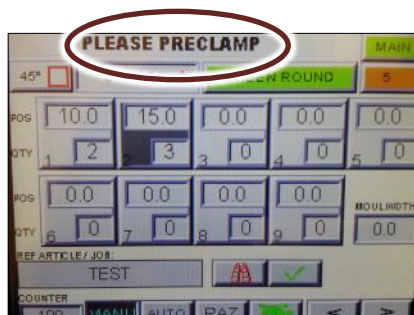 PLEASE PRECLAMP MAIN
45° EN ROUND 5
POS 10.0 15.0 0.0 0.0 0.0
QTY 1 2 2 3 3 0 4 0 5 0
POS 0.0 0.0 0.0 0.0 MOULWIDTH
QTY 6 0 7 0 8 0 9 0 0.0
REF ARTICLE / JOB:
TEST
COUNTER
MANU AUTO RAZ < >